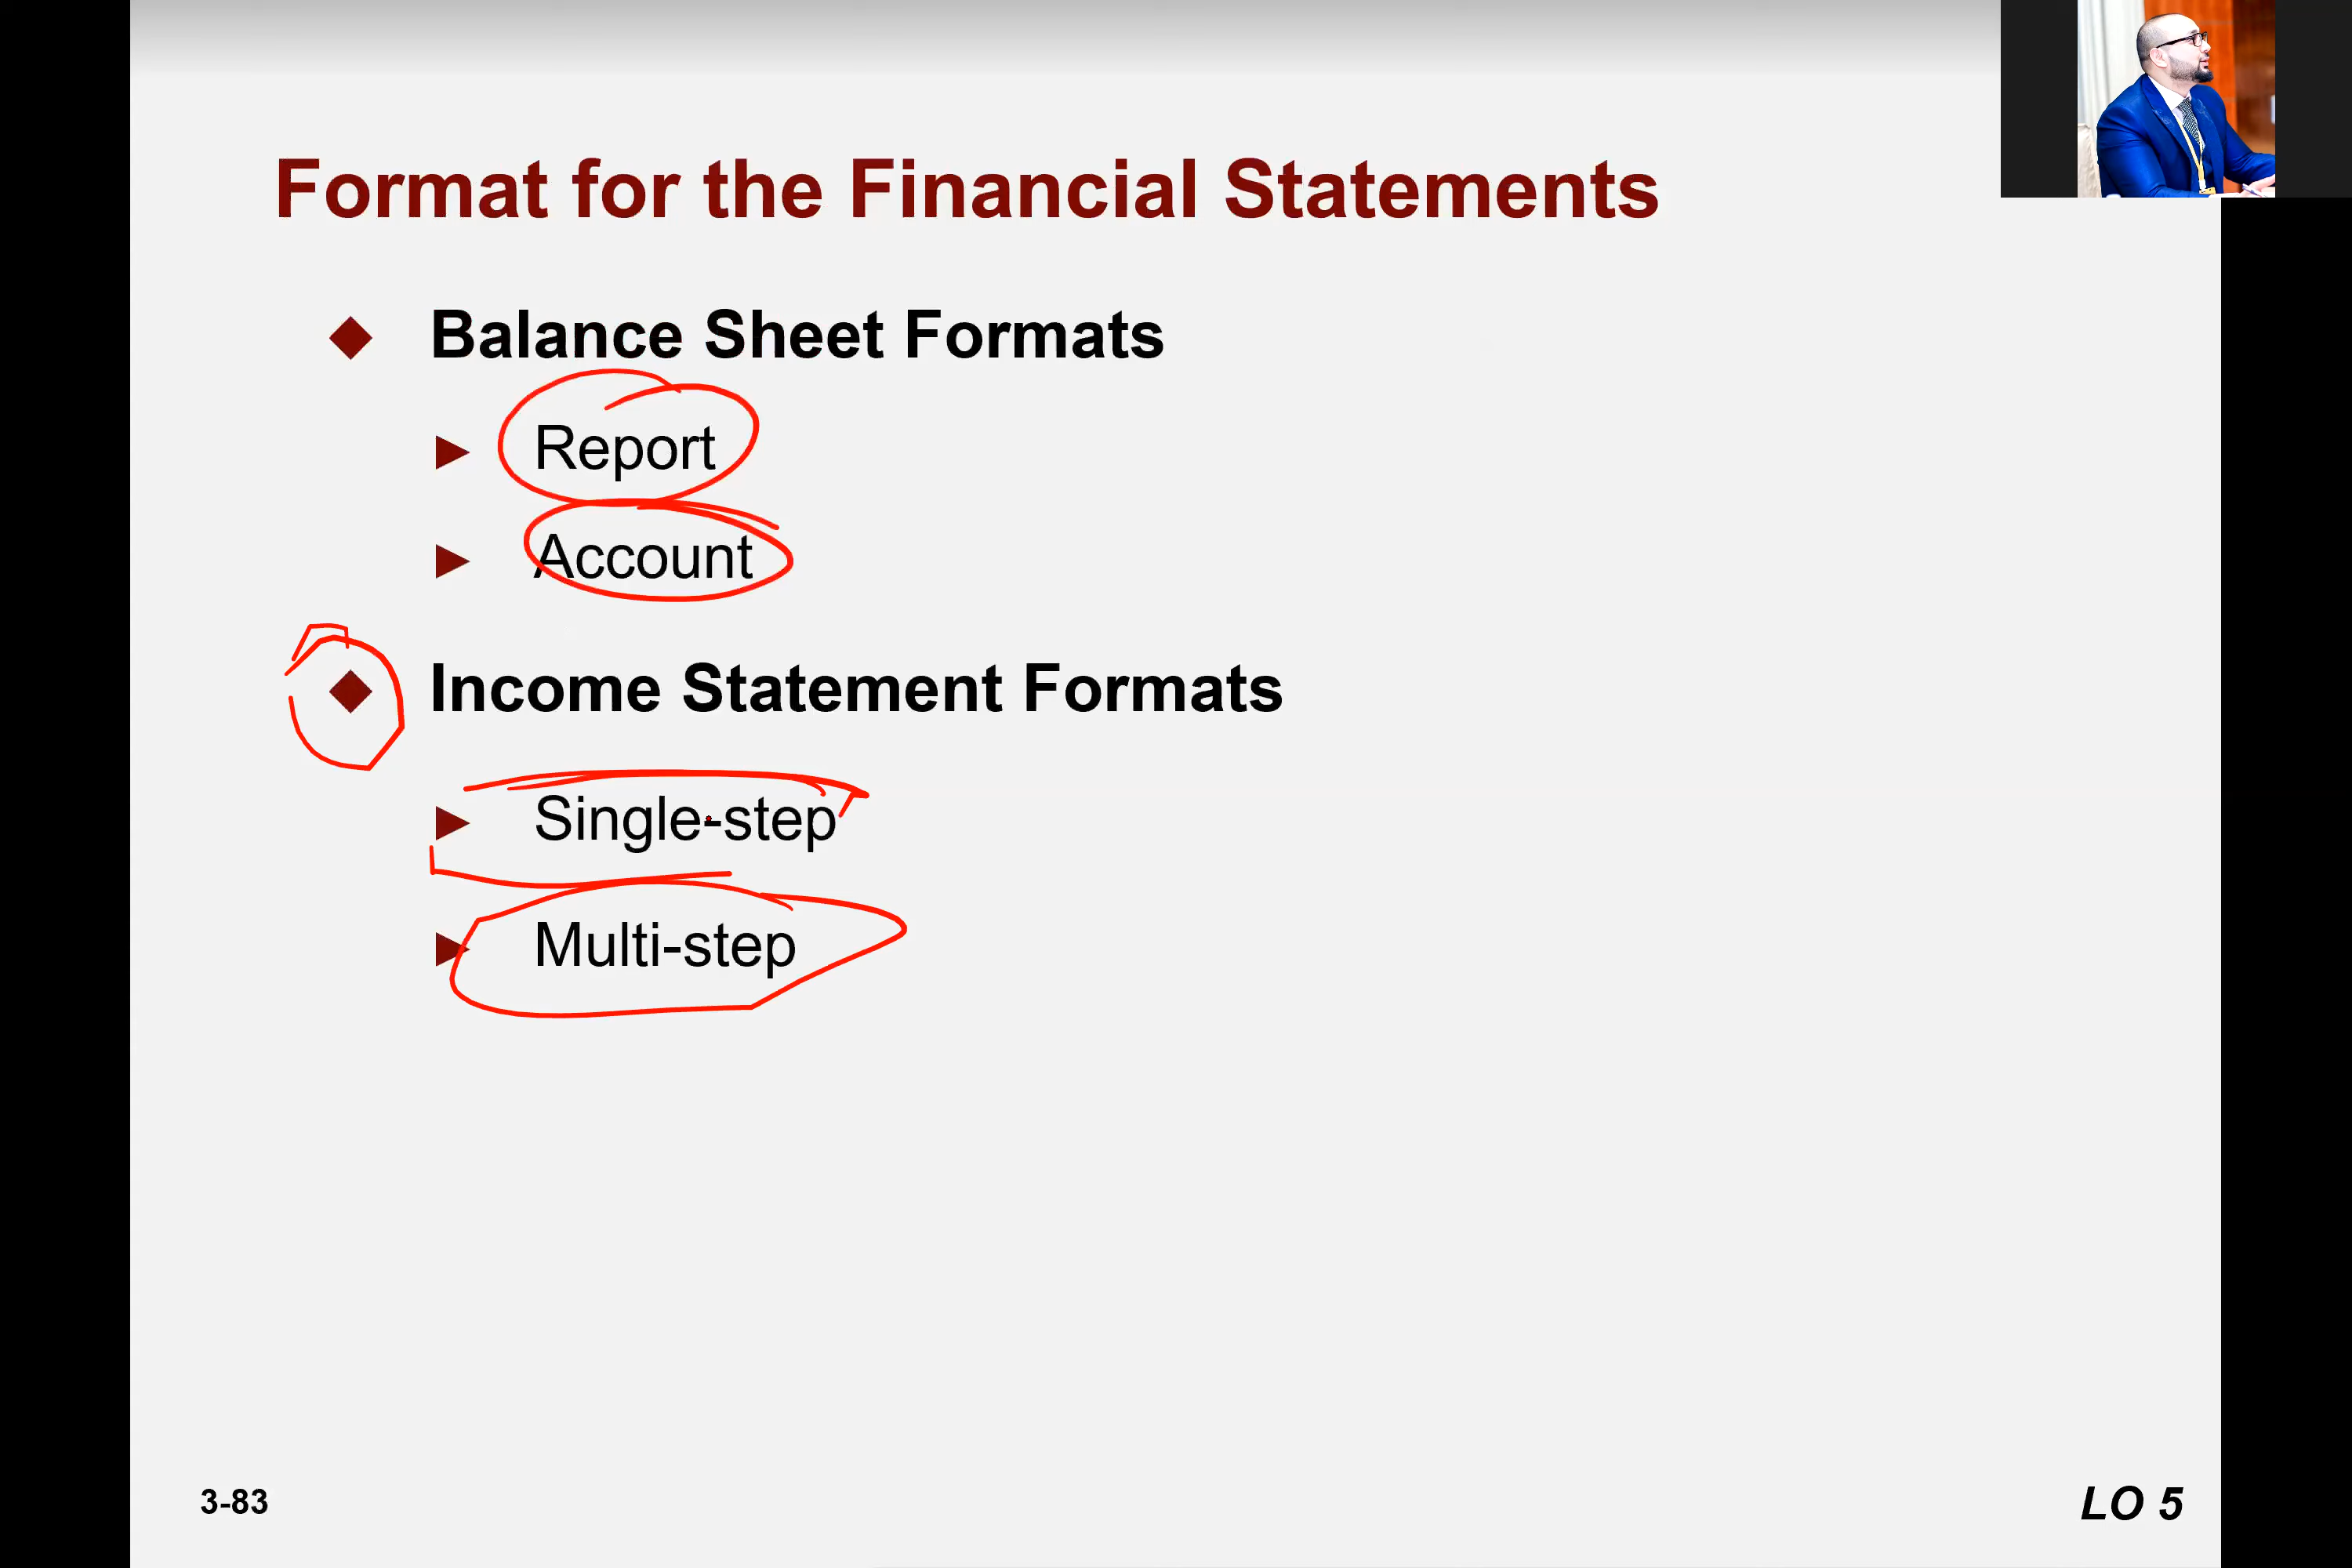 Format for the Financial Statements
Balance Sheet Formats
Report
Account
Income Statement Formats
Single-step
Multi-step
3-83
LO 5